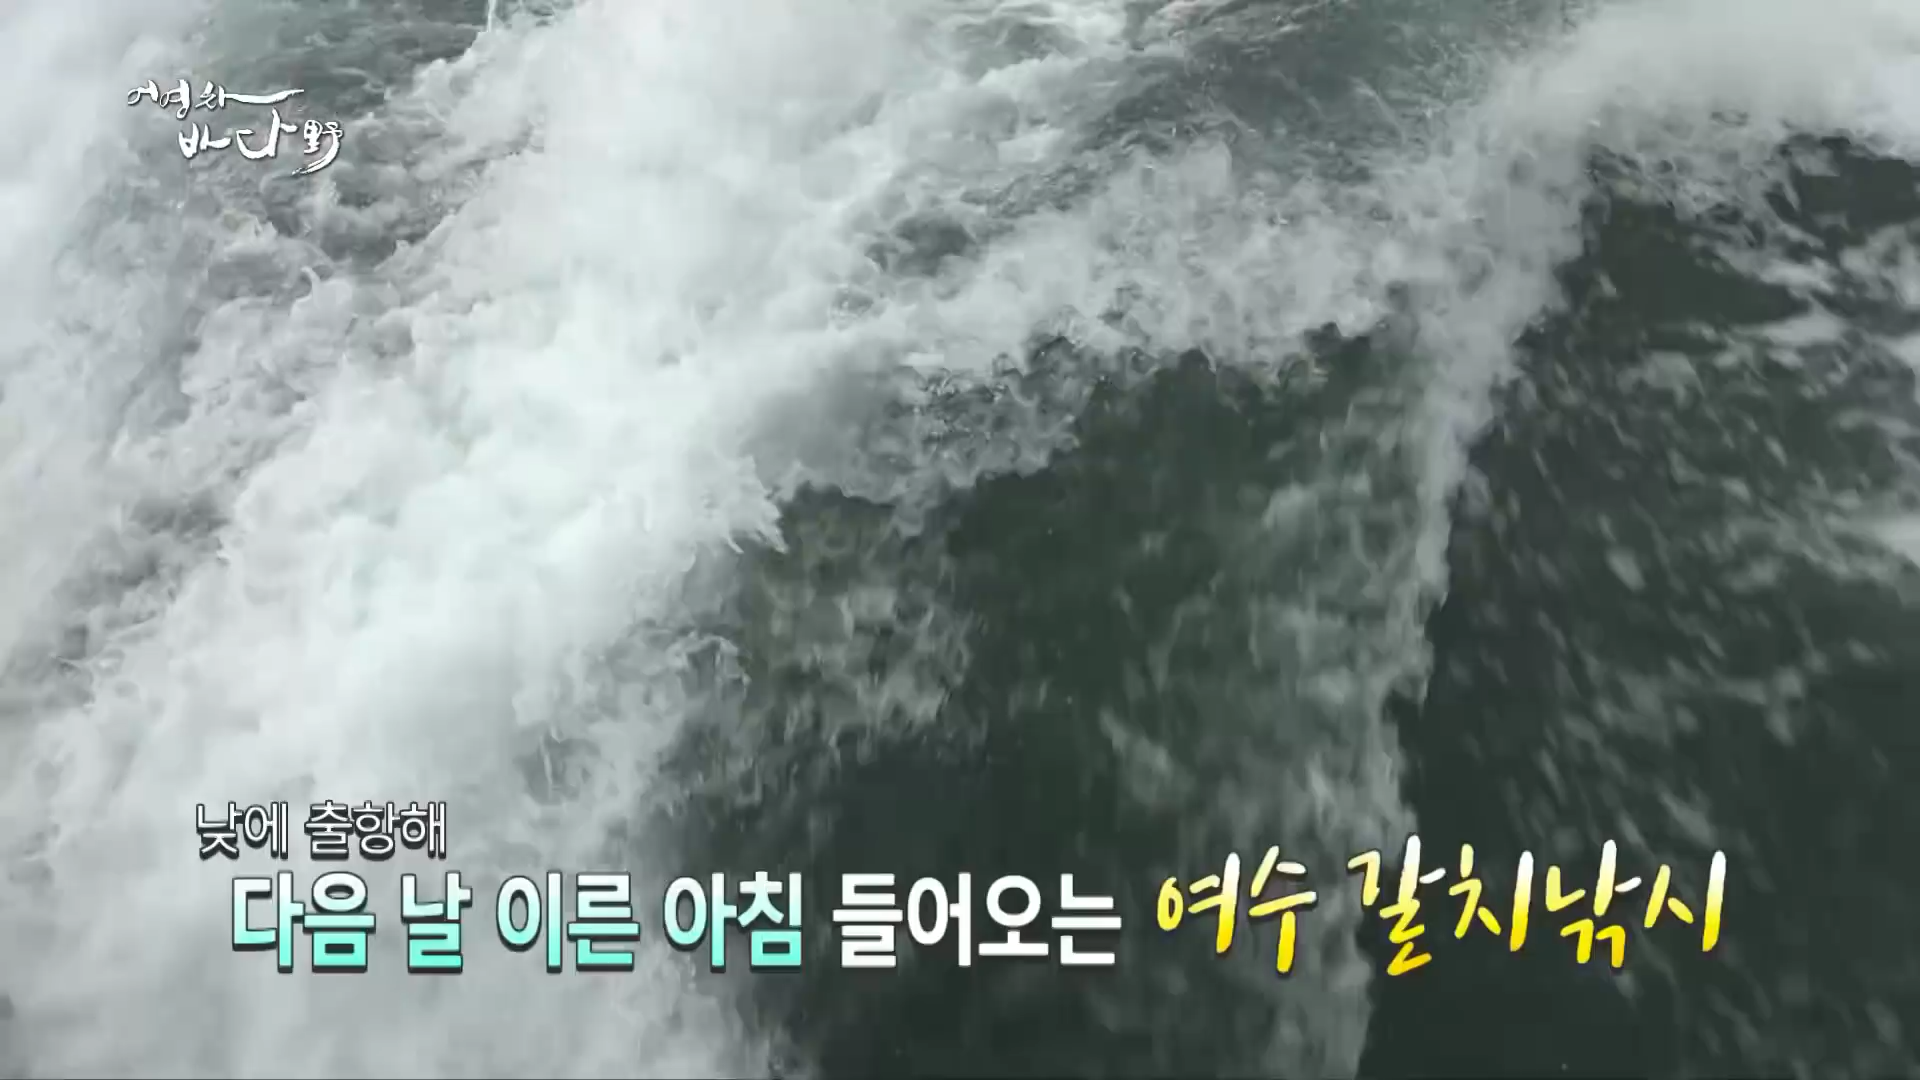 어영차
바다野
낮에 출항해
다음 날 이른 아침 들어오는 여수 갈치낚시